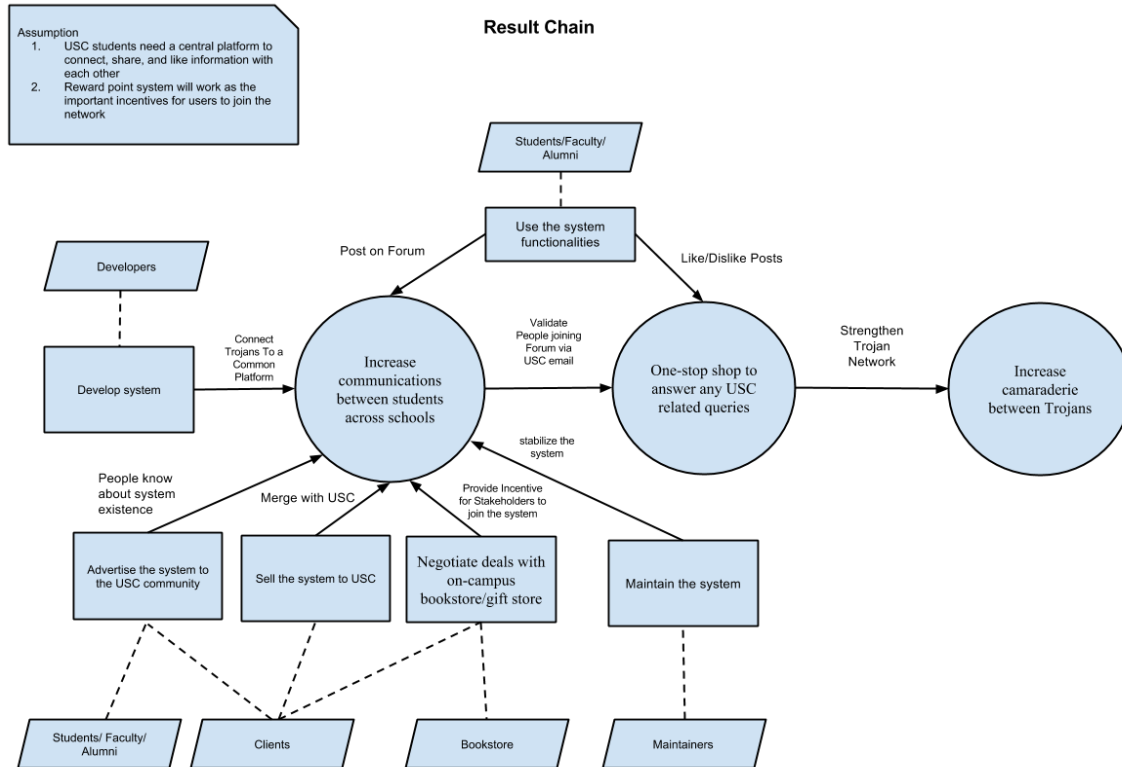 Result Chain
Assumption
1. USC students need a central platform to
connect, share, and like information with
each other
2. Reward point system will work as the
important incentives for users to join the
network
Students/Faculty/
Alumni
Use the system
functionalities
Post on Forum
Like/Dislike Posts
Developers
Develop system
Connect
Trojans To a
Common
Platform
Increase
communications
between students
across schools
Validate
People joining
Forum via
USC email
One-stop shop to
answer any USC
related queries
Strengthen
Trojan
Network
Increase
camaraderie
between Trojans
People know
about system
existence
Merge with USC
Provide Incentive
for Stakeholders to
join the system
stabilize the
system
Advertise the system to
the USC community
Sell the system to USC
Negotiate deals with
on-campus
bookstore/gift store
Maintain the system
Students/ Faculty/
Alumni
Clients
Bookstore
Maintainers